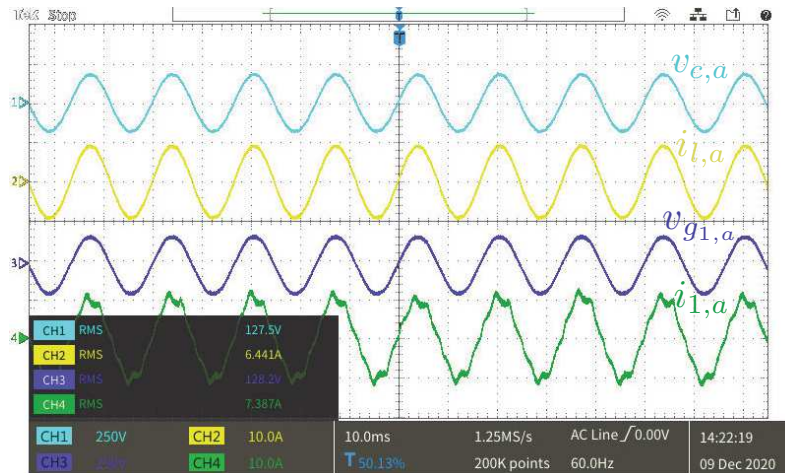 Tek Stop
T
T
v_{c,a}
1
i_{l,a}
2
v_{g1,a}
3
i_{1,a}
4
CH1 RMS 127.5V
CH2 RMS 6.441A
CH3 RMS 128.2V
CH4 RMS 7.387A
CH1 250V CH2 10.0A 10.0ms 1.25MS/s AC Line 0.00V 14:22:19
CH3 CH4 10.0A T 50.13% 200K points 60.0Hz 09 Dec 2020